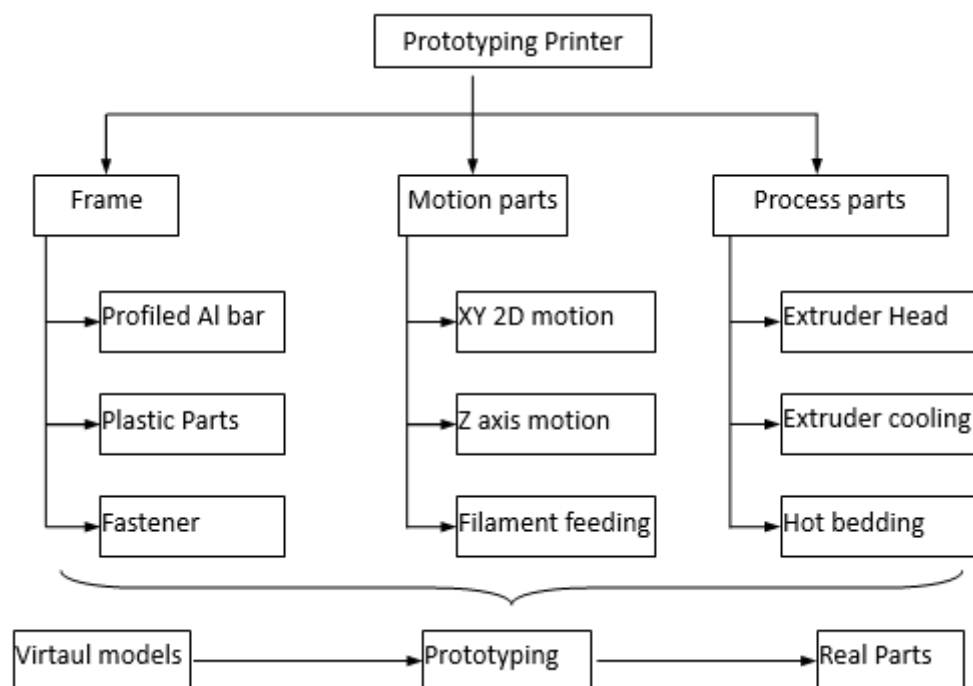 Prototyping Printer
Frame
Motion parts
Process parts
Profiled Al bar
XY 2D motion
Extruder Head
Plastic Parts
Z axis motion
Extruder cooling
Fastener
Filament feeding
Hot bedding
Virtaul models
Prototyping
Real Parts